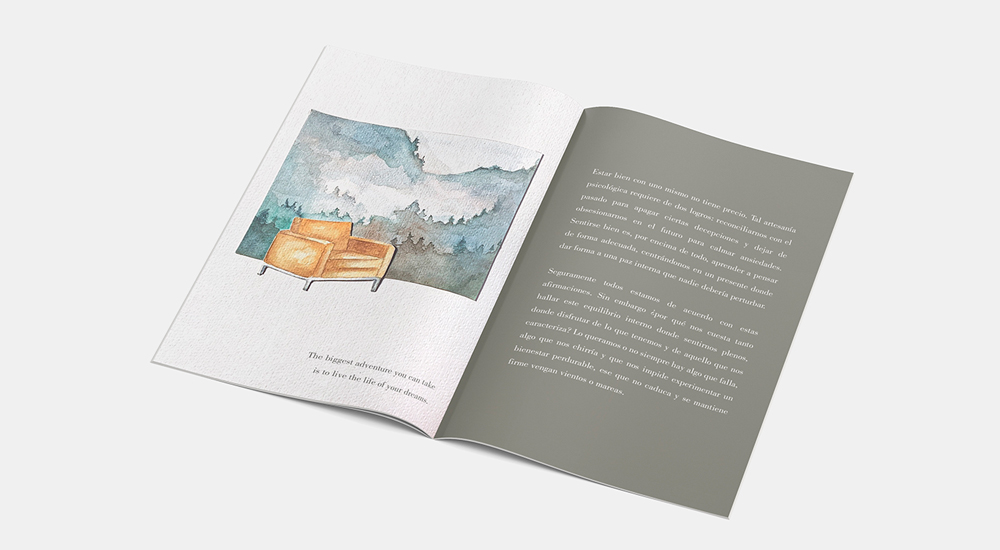 The biggest adventure you can take
is to live the life of your dreams.
Estar bien con uno mismo no tiene precio. Tal artesanía
psicológica requiere de dos logros: reconciliarnos con el
pasado para apagar ciertas decepciones y dejar de
obsesionarnos en el futuro para calmar ansiedades.
Sentirse bien es, por encina de todo, aprender a pensar
de forma adecuada, centrándonos en un presente donde
dar forma a una paz interna que nadie debería perturbar.
Seguramente todos estamos de acuerdo con estas
afirmaciones. Sin embargo ¿por qué nos cuesta tanto
hallar este equilibrio interno donde sentirnos plenos,
donde disfrutar de lo que tenemos y de aquello que nos
caracteriza? Lo queramos o no siempre hay algo que falla,
algo que nos chirría y que nos impide experimentar un
bienestar perdurable, ese que no caduca y se mantiene
firme vengan vientos o mareas.